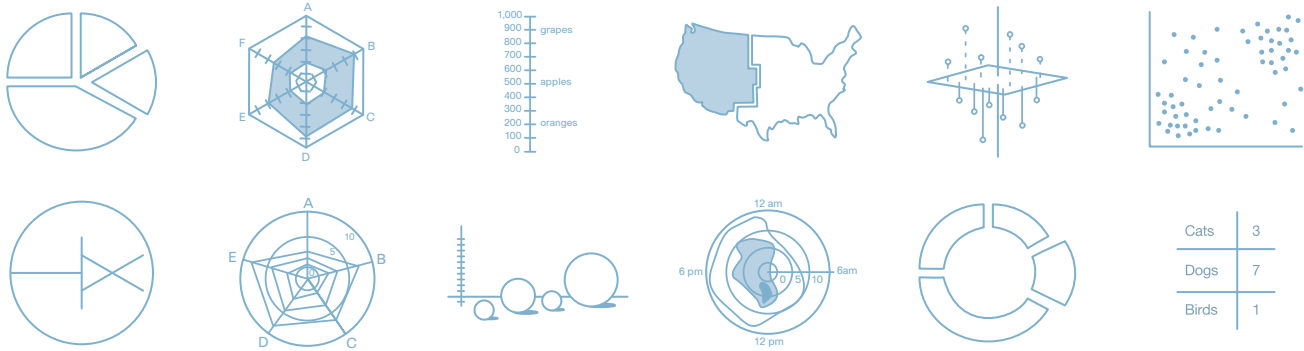 A
B
C
D
E
F
1,000
900
800
700
600
500
400
300
200
100
0
grapes
apples
oranges
A
B
C
D
E
10
5
0
12 am
6am
12 pm
6 pm
0 5 10
Cats 3
Dogs 7
Birds 1